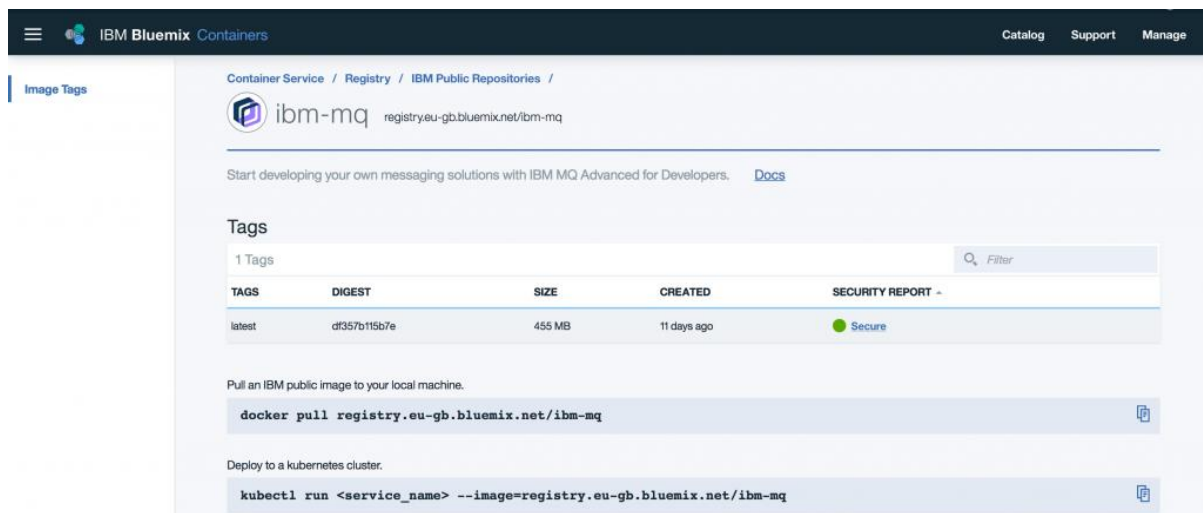 IBM Bluemix Containers
Catalog Support Manage
Image Tags
Container Service / Registry / IBM Public Repositories /
ibm-mq registry.eu-gb.bluemix.net/ibm-mq
Start developing your own messaging solutions with IBM MQ Advanced for Developers. Docs
Tags
1 Tags Filter
TAGS DIGEST SIZE CREATED SECURITY REPORT
latest df357b115b7e 455 MB 11 days ago Secure
Pull an IBM public image to your local machine.
docker pull registry.eu-gb.bluemix.net/ibm-mq
Deploy to a kubernetes cluster.
kubectl run <service_name> --image=registry.eu-gb.bluemix.net/ibm-mq